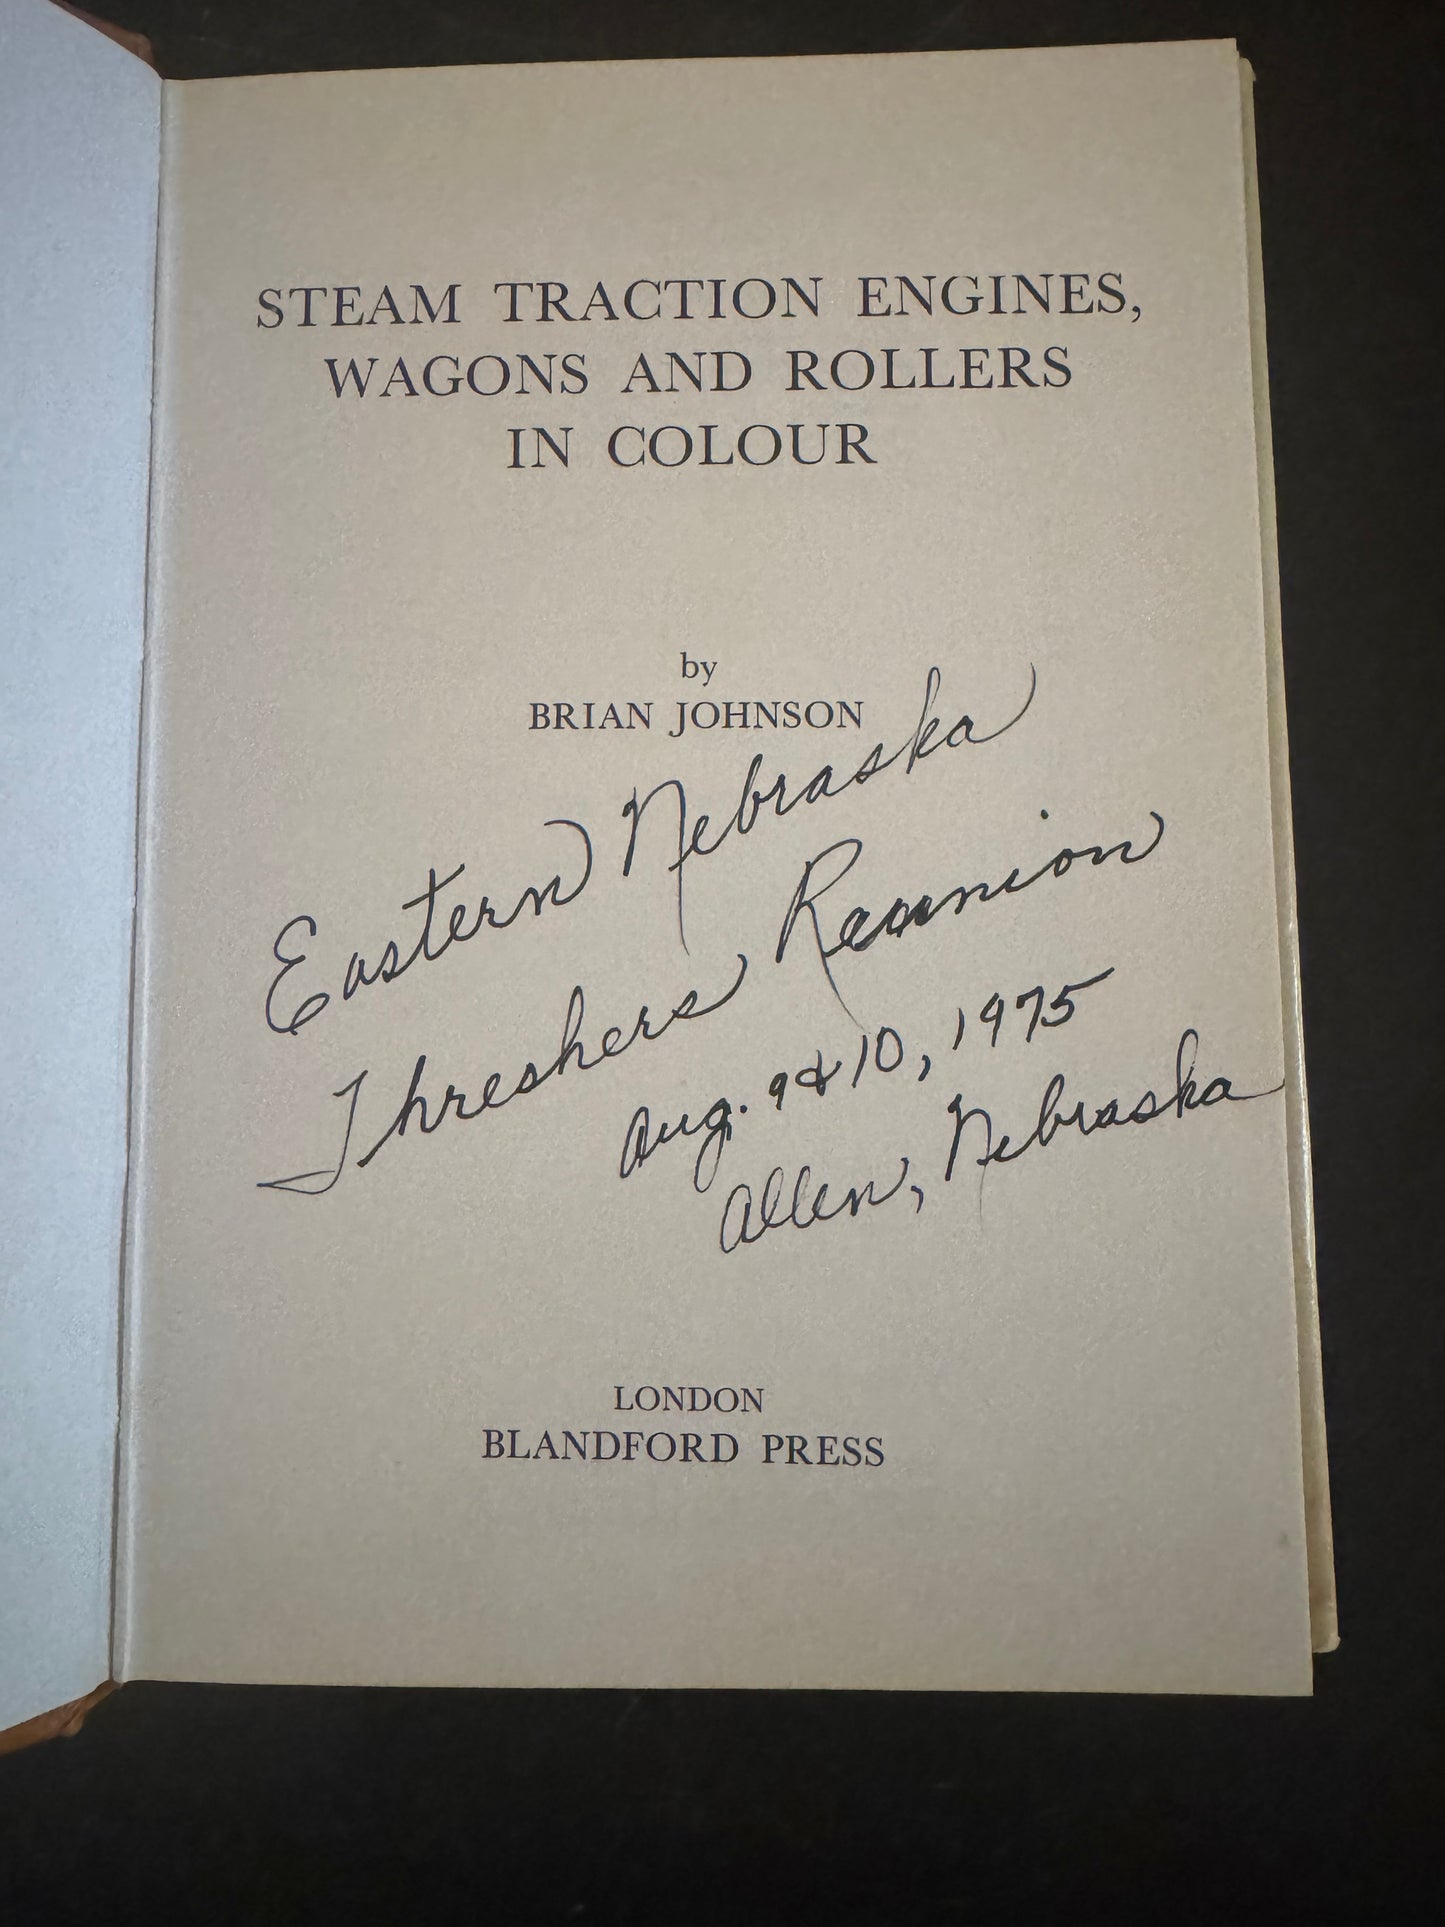 STEAM TRACTION ENGINES,
WAGONS AND ROLLERS
IN COLOUR
by
BRIAN JOHNSON
Eastern Nebraska
Threshers Reunion
Aug. 9 & 10, 1975
Allen, Nebraska
LONDON
BLANDFORD PRESS